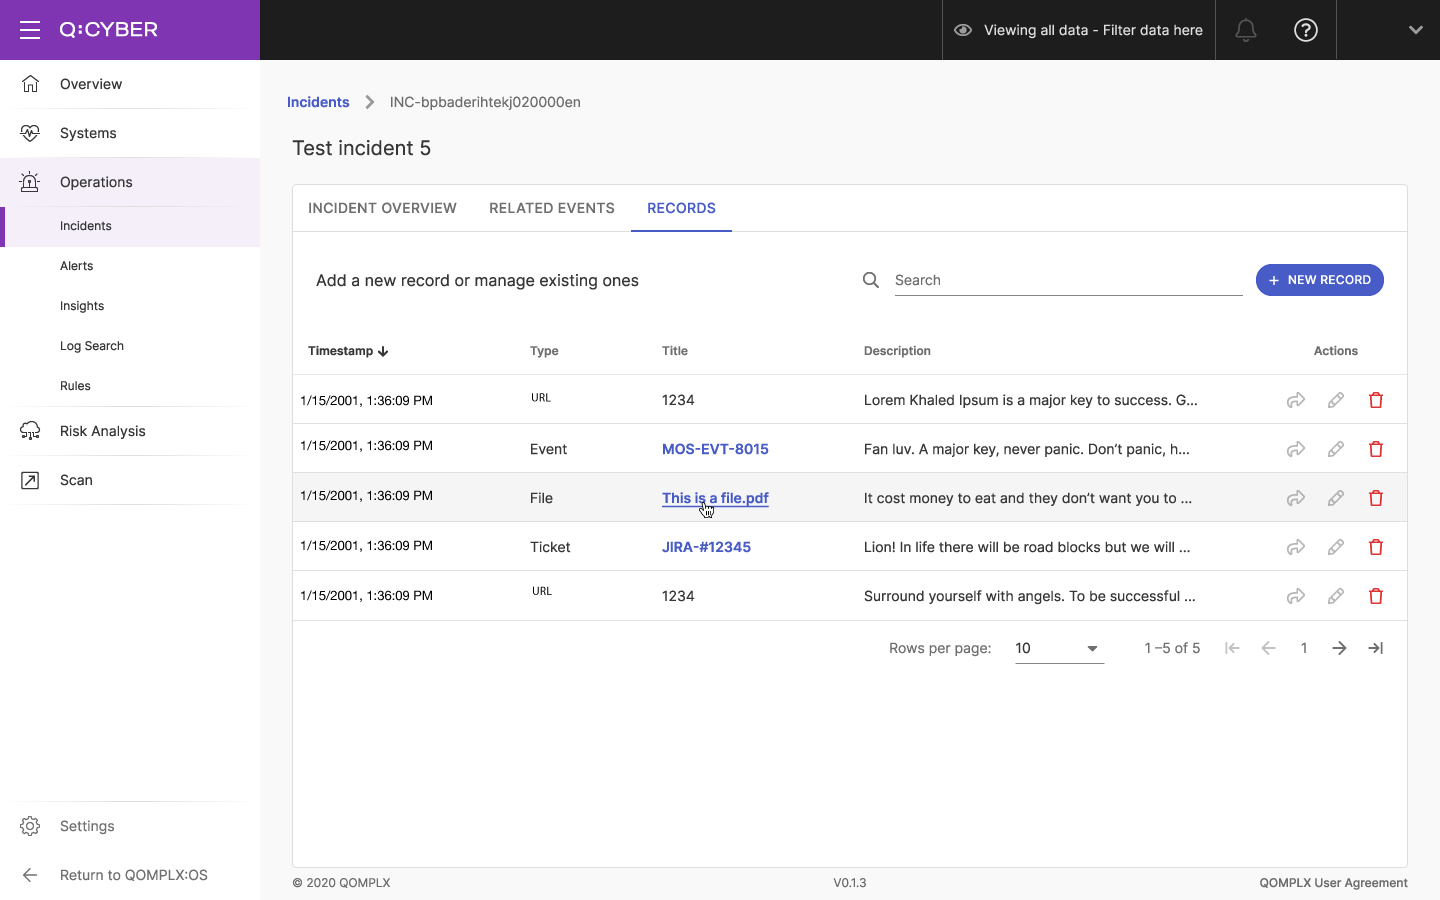 Q:CYBER
Viewing all data - Filter data here
Overview
Systems
Operations
Incidents
Alerts
Insights
Log Search
Rules
Risk Analysis
Scan
Settings
Return to QOMPLX:OS
Incidents > INC-bpbaderihtekj020000en
Test incident 5
INCIDENT OVERVIEW RELATED EVENTS RECORDS
Add a new record or manage existing ones
Search
+ NEW RECORD
Timestamp Type Title Description Actions
1/15/2001, 1:36:09 PM URL 1234 Lorem Khaled Ipsum is a major key to success. G...
1/15/2001, 1:36:09 PM Event MOS-EVT-8015 Fan luv. A major key, never panic. Don't panic, h...
1/15/2001, 1:36:09 PM File This is a file.pdf It cost money to eat and they don't want you to ...
1/15/2001, 1:36:09 PM Ticket JIRA-#12345 Lion! In life there will be road blocks but we will ...
1/15/2001, 1:36:09 PM URL 1234 Surround yourself with angels. To be successful ...
Rows per page: 10 1 –5 of 5 1
© 2020 QOMPLX V0.1.3 QOMPLX User Agreement